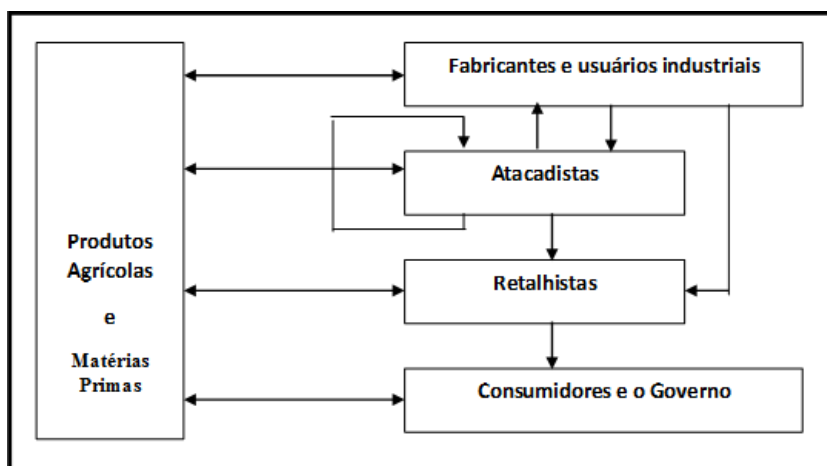 Fabricantes e usuários industriais
Atacadistas
Produtos
Agrícolas
e
Matérias
Primas
Retalhistas
Consumidores e o Governo